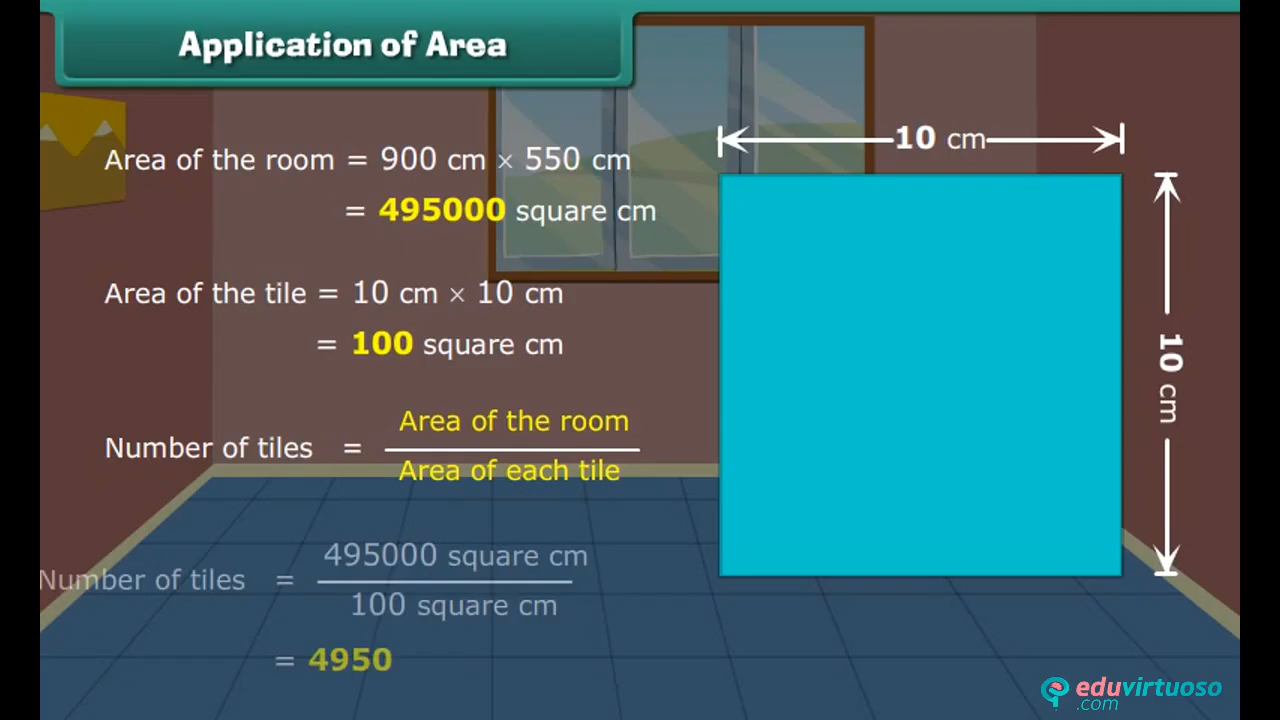 Application of Area
10 cm
Area of the room = 900 cm × 550 cm
= 495000 square cm
Area of the tile = 10 cm × 10 cm
= 100 square cm
10 cm
Number of tiles = Area of the room
Area of each tile
Number of tiles = 495000 square cm
100 square cm
= 4950
eduvirtuoso
.com